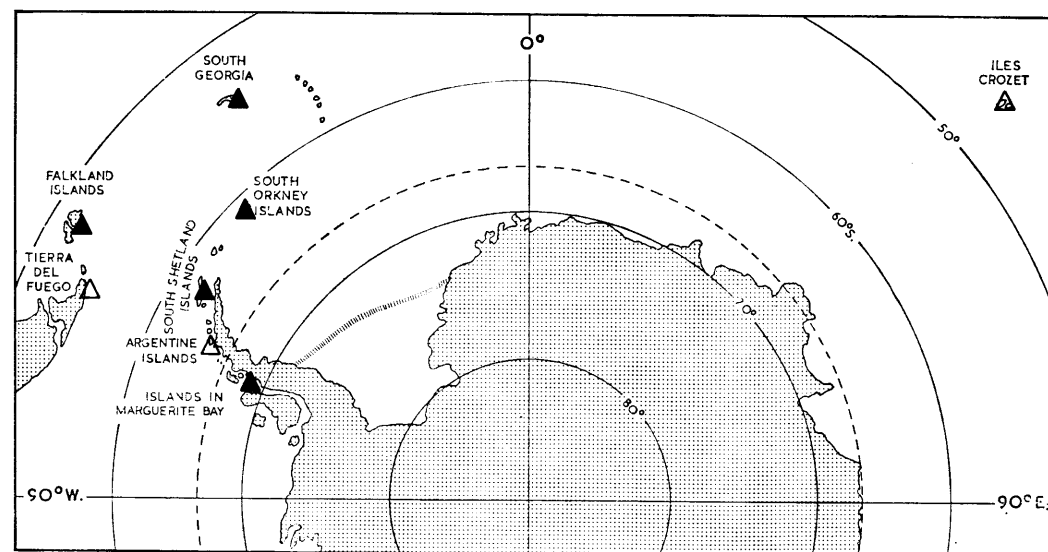 0°
SOUTH
GEORGIA
ILES
CROZET
50°
FALKLAND
ISLANDS
SOUTH
ORKNEY
ISLANDS
60°S.
TIERRA
DEL
FUEGO
SOUTH SHETLAND
ISLANDS
70°
ARGENTINE
ISLANDS
ISLANDS IN
MARGUERITE BAY
80°
90°W.
90°E.